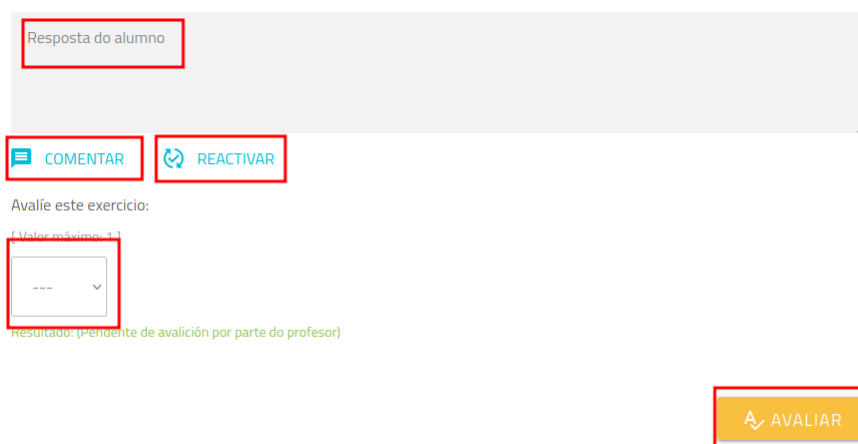 Resposta do alumno
COMENTAR REACTIVAR
Avalíe este exercicio:
[ Valor máximo: 1 ]
---
Resultado: (Pendente de avalición por parte do profesor)
AVALIAR